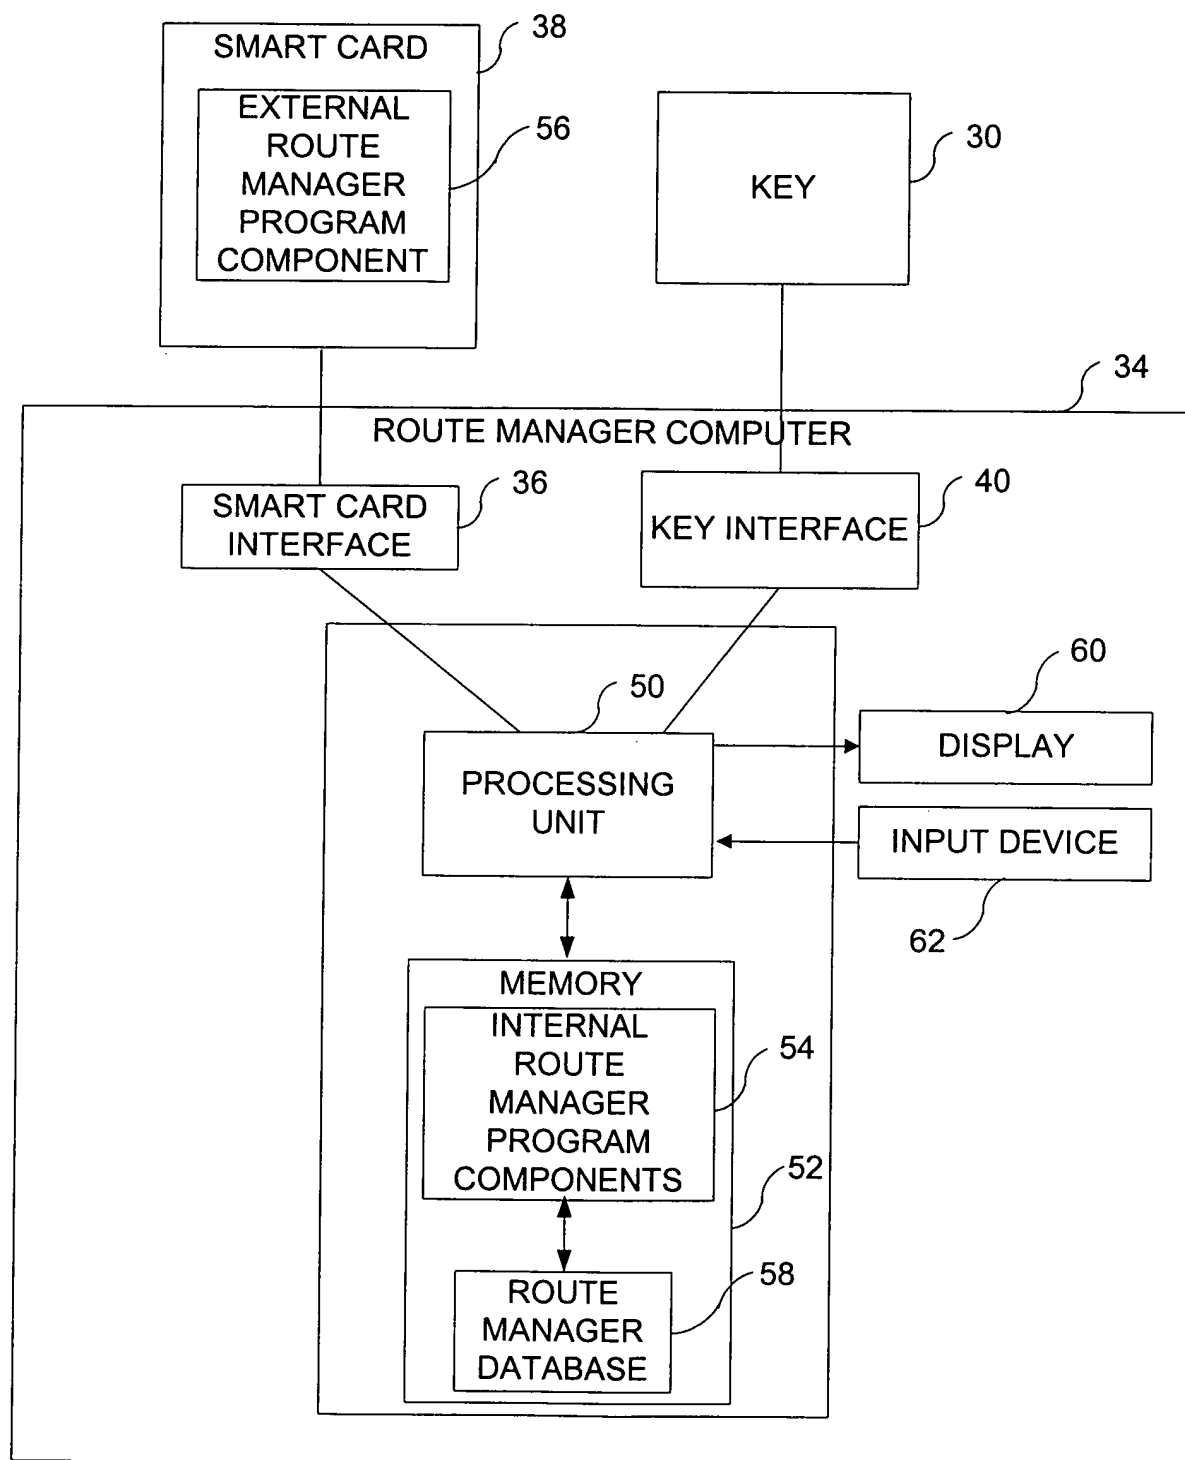 SMART CARD
38
EXTERNAL
ROUTE
MANAGER
PROGRAM
COMPONENT
56
KEY
30
34
ROUTE MANAGER COMPUTER
SMART CARD
INTERFACE
36
KEY INTERFACE
40
50
PROCESSING
UNIT
60
DISPLAY
INPUT DEVICE
62
MEMORY
INTERNAL
ROUTE
MANAGER
PROGRAM
COMPONENTS
54
52
ROUTE
MANAGER
DATABASE
58